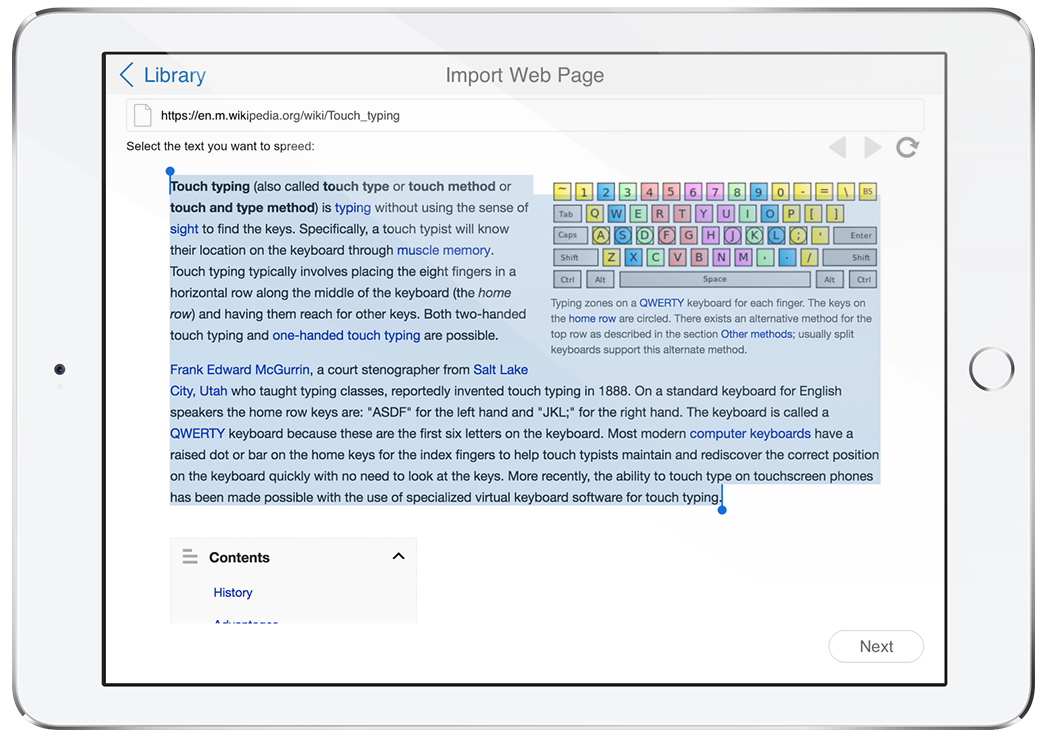 Library
Import Web Page
https://en.m.wikipedia.org/wiki/Touch_typing
Select the text you want to spreed:
Touch typing (also called touch type or touch method or
touch and type method) is typing without using the sense of
sight to find the keys. Specifically, a touch typist will know
their location on the keyboard through muscle memory.
Touch typing typically involves placing the eight fingers in a
horizontal row along the middle of the keyboard (the home
row) and having them reach for other keys. Both two-handed
touch typing and one-handed touch typing are possible.
~ 1 2 3 4 5 6 7 8 9 0 - = \ BS
Tab Q W E R T Y U I O P [ ]
Caps A S D F G H J K L ; ' Enter
Shift Z X C V B N M , . / Shift
Ctrl Alt Space Alt Ctrl
Typing zones on a QWERTY keyboard for each finger. The keys on
the home row are circled. There exists an alternative method for the
top row as described in the section Other methods; usually split
keyboards support this alternate method.
Frank Edward McGurrin, a court stenographer from Salt Lake
City, Utah who taught typing classes, reportedly invented touch typing in 1888. On a standard keyboard for English
speakers the home row keys are: "ASDF" for the left hand and "JKL;" for the right hand. The keyboard is called a
QWERTY keyboard because these are the first six letters on the keyboard. Most modern computer keyboards have a
raised dot or bar on the home keys for the index fingers to help touch typists maintain and rediscover the correct position
on the keyboard quickly with no need to look at the keys. More recently, the ability to touch type on touchscreen phones
has been made possible with the use of specialized virtual keyboard software for touch typing.
Contents
History
Advantages
Next